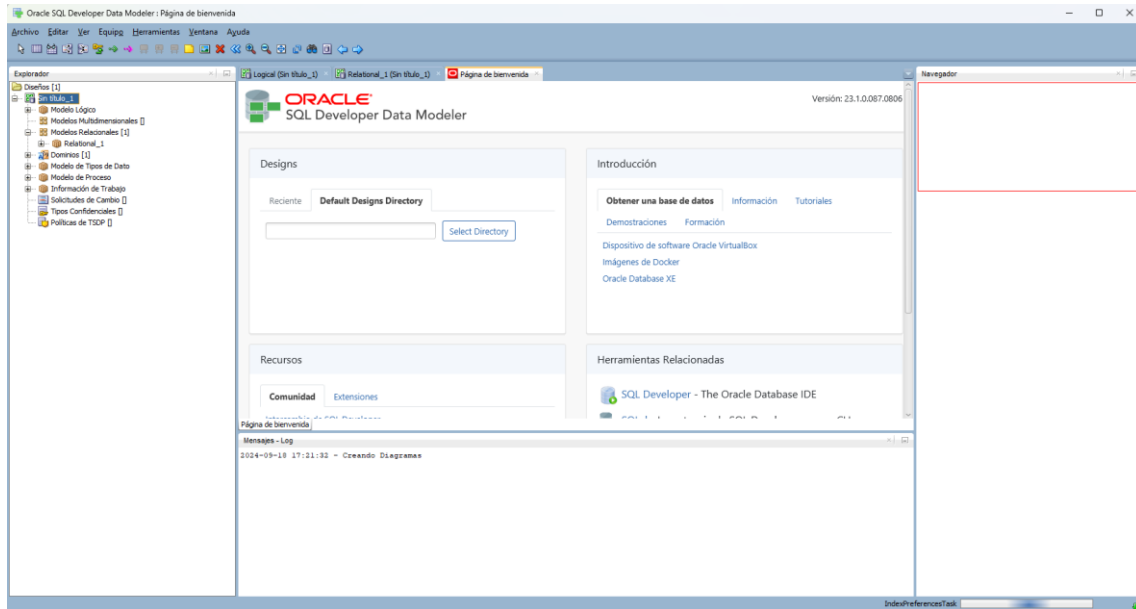 Oracle SQL Developer Data Modeler : Página de bienvenida
Archivo Editar Ver Equipo Herramientas Ventana Ayuda
Explorador
Diseños [1]
Sin título_1
Modelo Lógico
Modelos Multidimensionales []
Modelos Relacionales [1]
Relational_1
Dominios [1]
Modelo de Tipos de Dato
Modelo de Proceso
Información de Trabajo
Solicitudes de Cambio []
Tipos Confidenciales []
Políticas de TSDP []
Logical (Sin título_1) Relational_1 (Sin título_1) Página de bienvenida
ORACLE
SQL Developer Data Modeler
Versión: 23.1.0.087.0806
Designs
Reciente Default Designs Directory
Select Directory
Introducción
Obtener una base de datos Información Tutoriales
Demostraciones Formación
Dispositivo de software Oracle VirtualBox
Imágenes de Docker
Oracle Database XE
Recursos
Comunidad Extensiones
Herramientas Relacionadas
SQL Developer - The Oracle Database IDE
Página de bienvenida
Mensajes - Log
2024-09-18 17:21:32 - Creando Diagramas
Navegador
IndexPreferencesTask